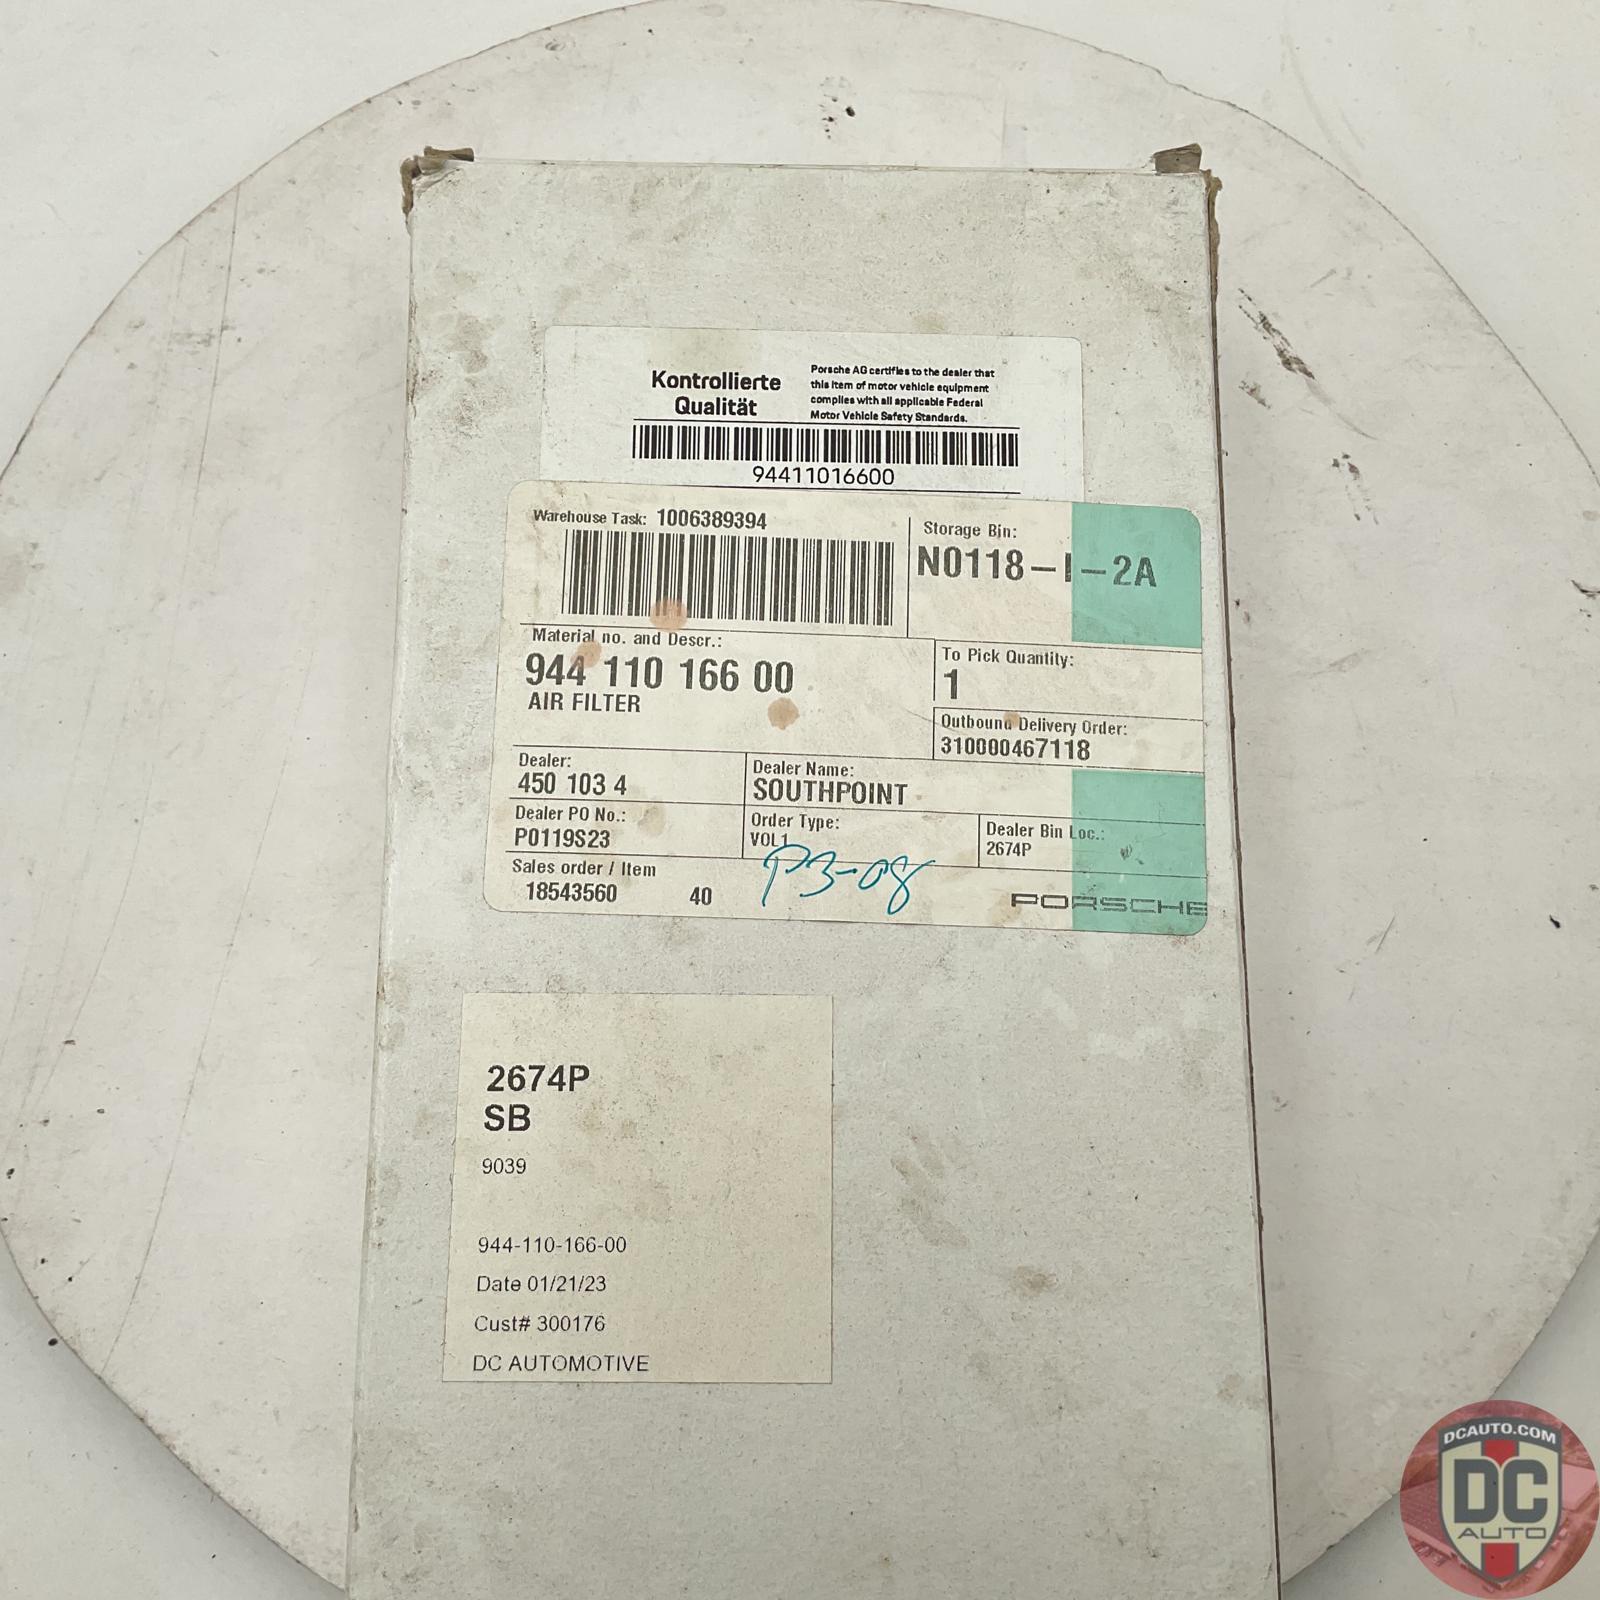 Kontrollierte
Qualität
Porsche AG certifies to the dealer that
this item of motor vehicle equipment
complies with all applicable Federal
Motor Vehicle Safety Standards.
94411016600
Warehouse Task: 1006389394
Storage Bin:
N0118-I-2A
Material no. and Descr.:
944 110 166 00
AIR FILTER
To Pick Quantity:
1
Outbound Delivery Order:
310000467118
Dealer:
450 103 4
Dealer Name:
SOUTHPOINT
Dealer PO No.:
P0119S23
Order Type:
VOL1
Dealer Bin Loc.:
2674P
Sales order / Item
18543560 40
P3-08
PORSCHE
2674P
SB
9039
944-110-166-00
Date 01/21/23
Cust# 300176
DC AUTOMOTIVE
DCAUTO.COM
DC
AUTO